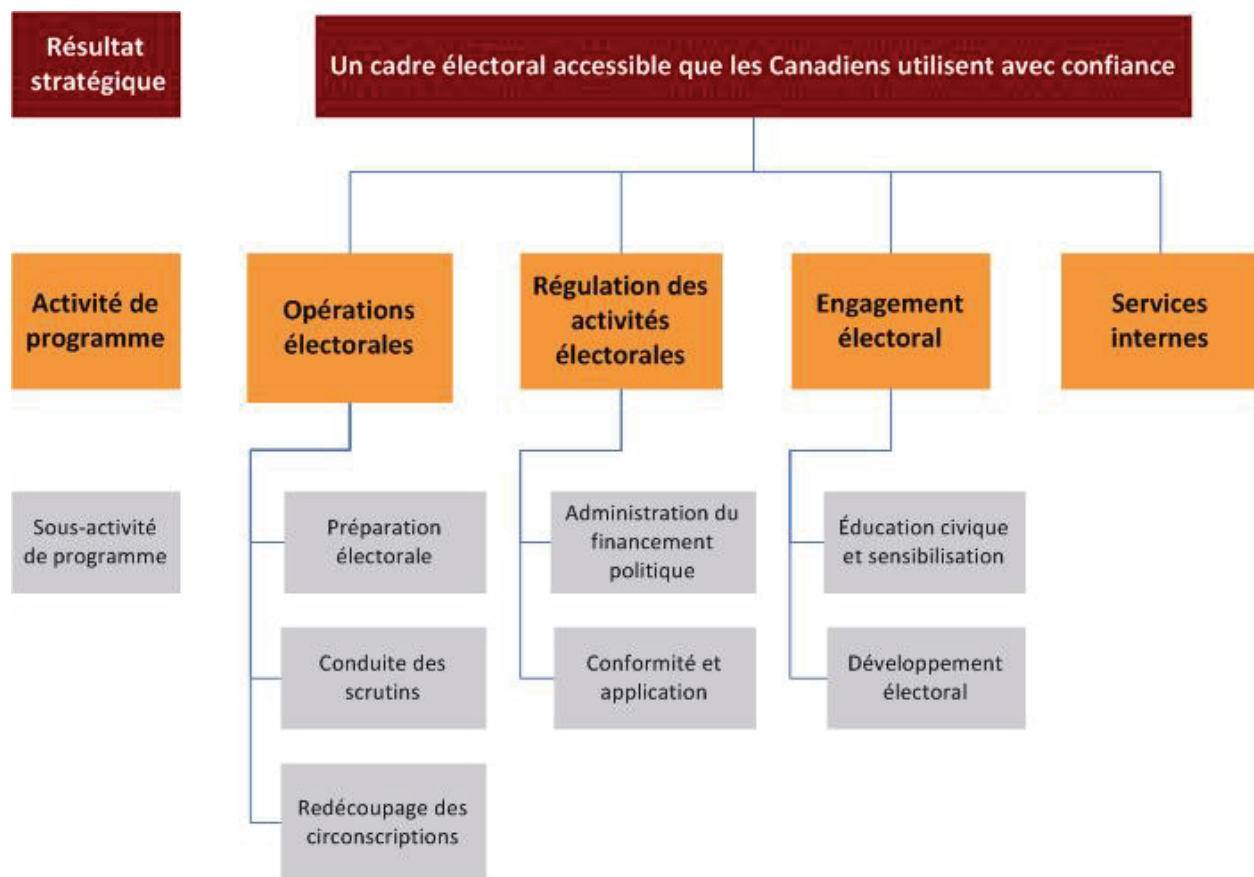 Résultat
stratégique
Un cadre électoral accessible que les Canadiens utilisent avec confiance
Activité de
programme
Opérations
électorales
Régulation des
activités
électorales
Engagement
électoral
Services
internes
Sous-activité
de programme
Préparation
électorale
Administration du
financement
politique
Éducation civique
et sensibilisation
Conduite des
scrutins
Conformité et
application
Développement
électoral
Redécoupage des
circonscriptions